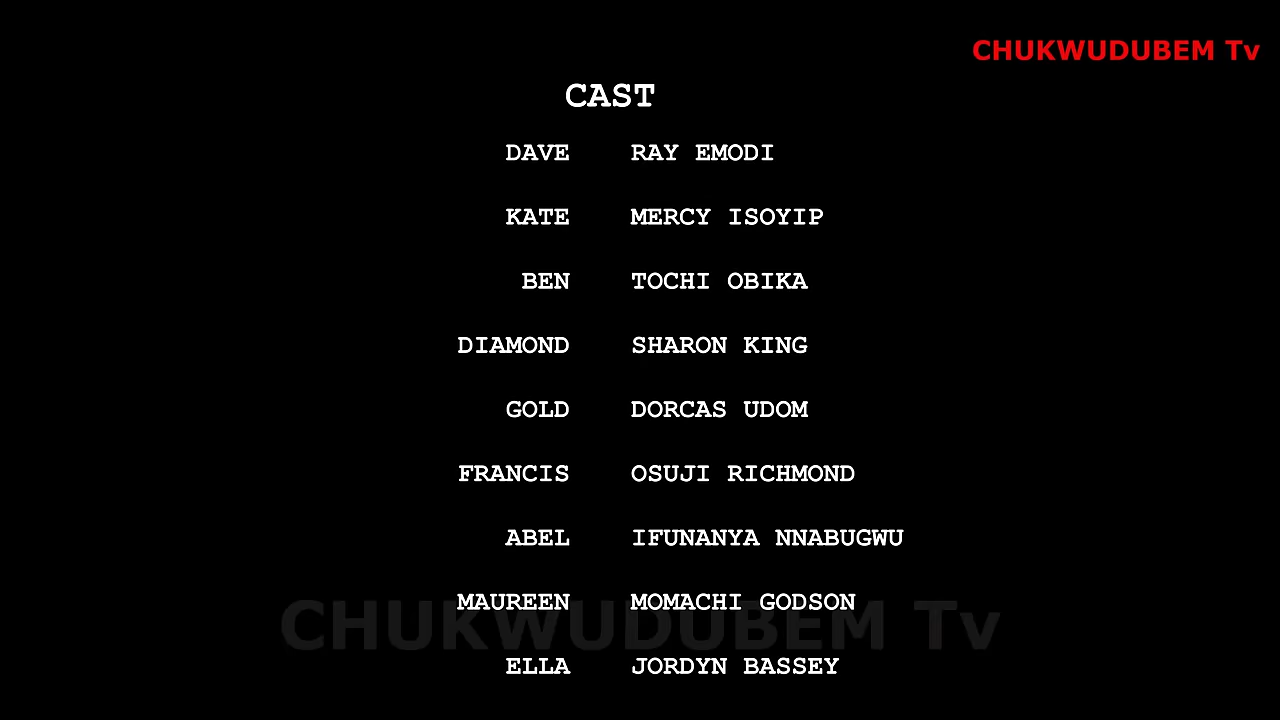 CHUKWUDUBEM Tv
CAST
DAVE RAY EMODI
KATE MERCY ISOYIP
BEN TOCHI OBIKA
DIAMOND SHARON KING
GOLD DORCAS UDOM
FRANCIS OSUJI RICHMOND
ABEL IFUNANYA NNABUGWU
MAUREEN MOMACHI GODSON
CHUKWUDUBEM Tv
ELLA JORDYN BASSEY